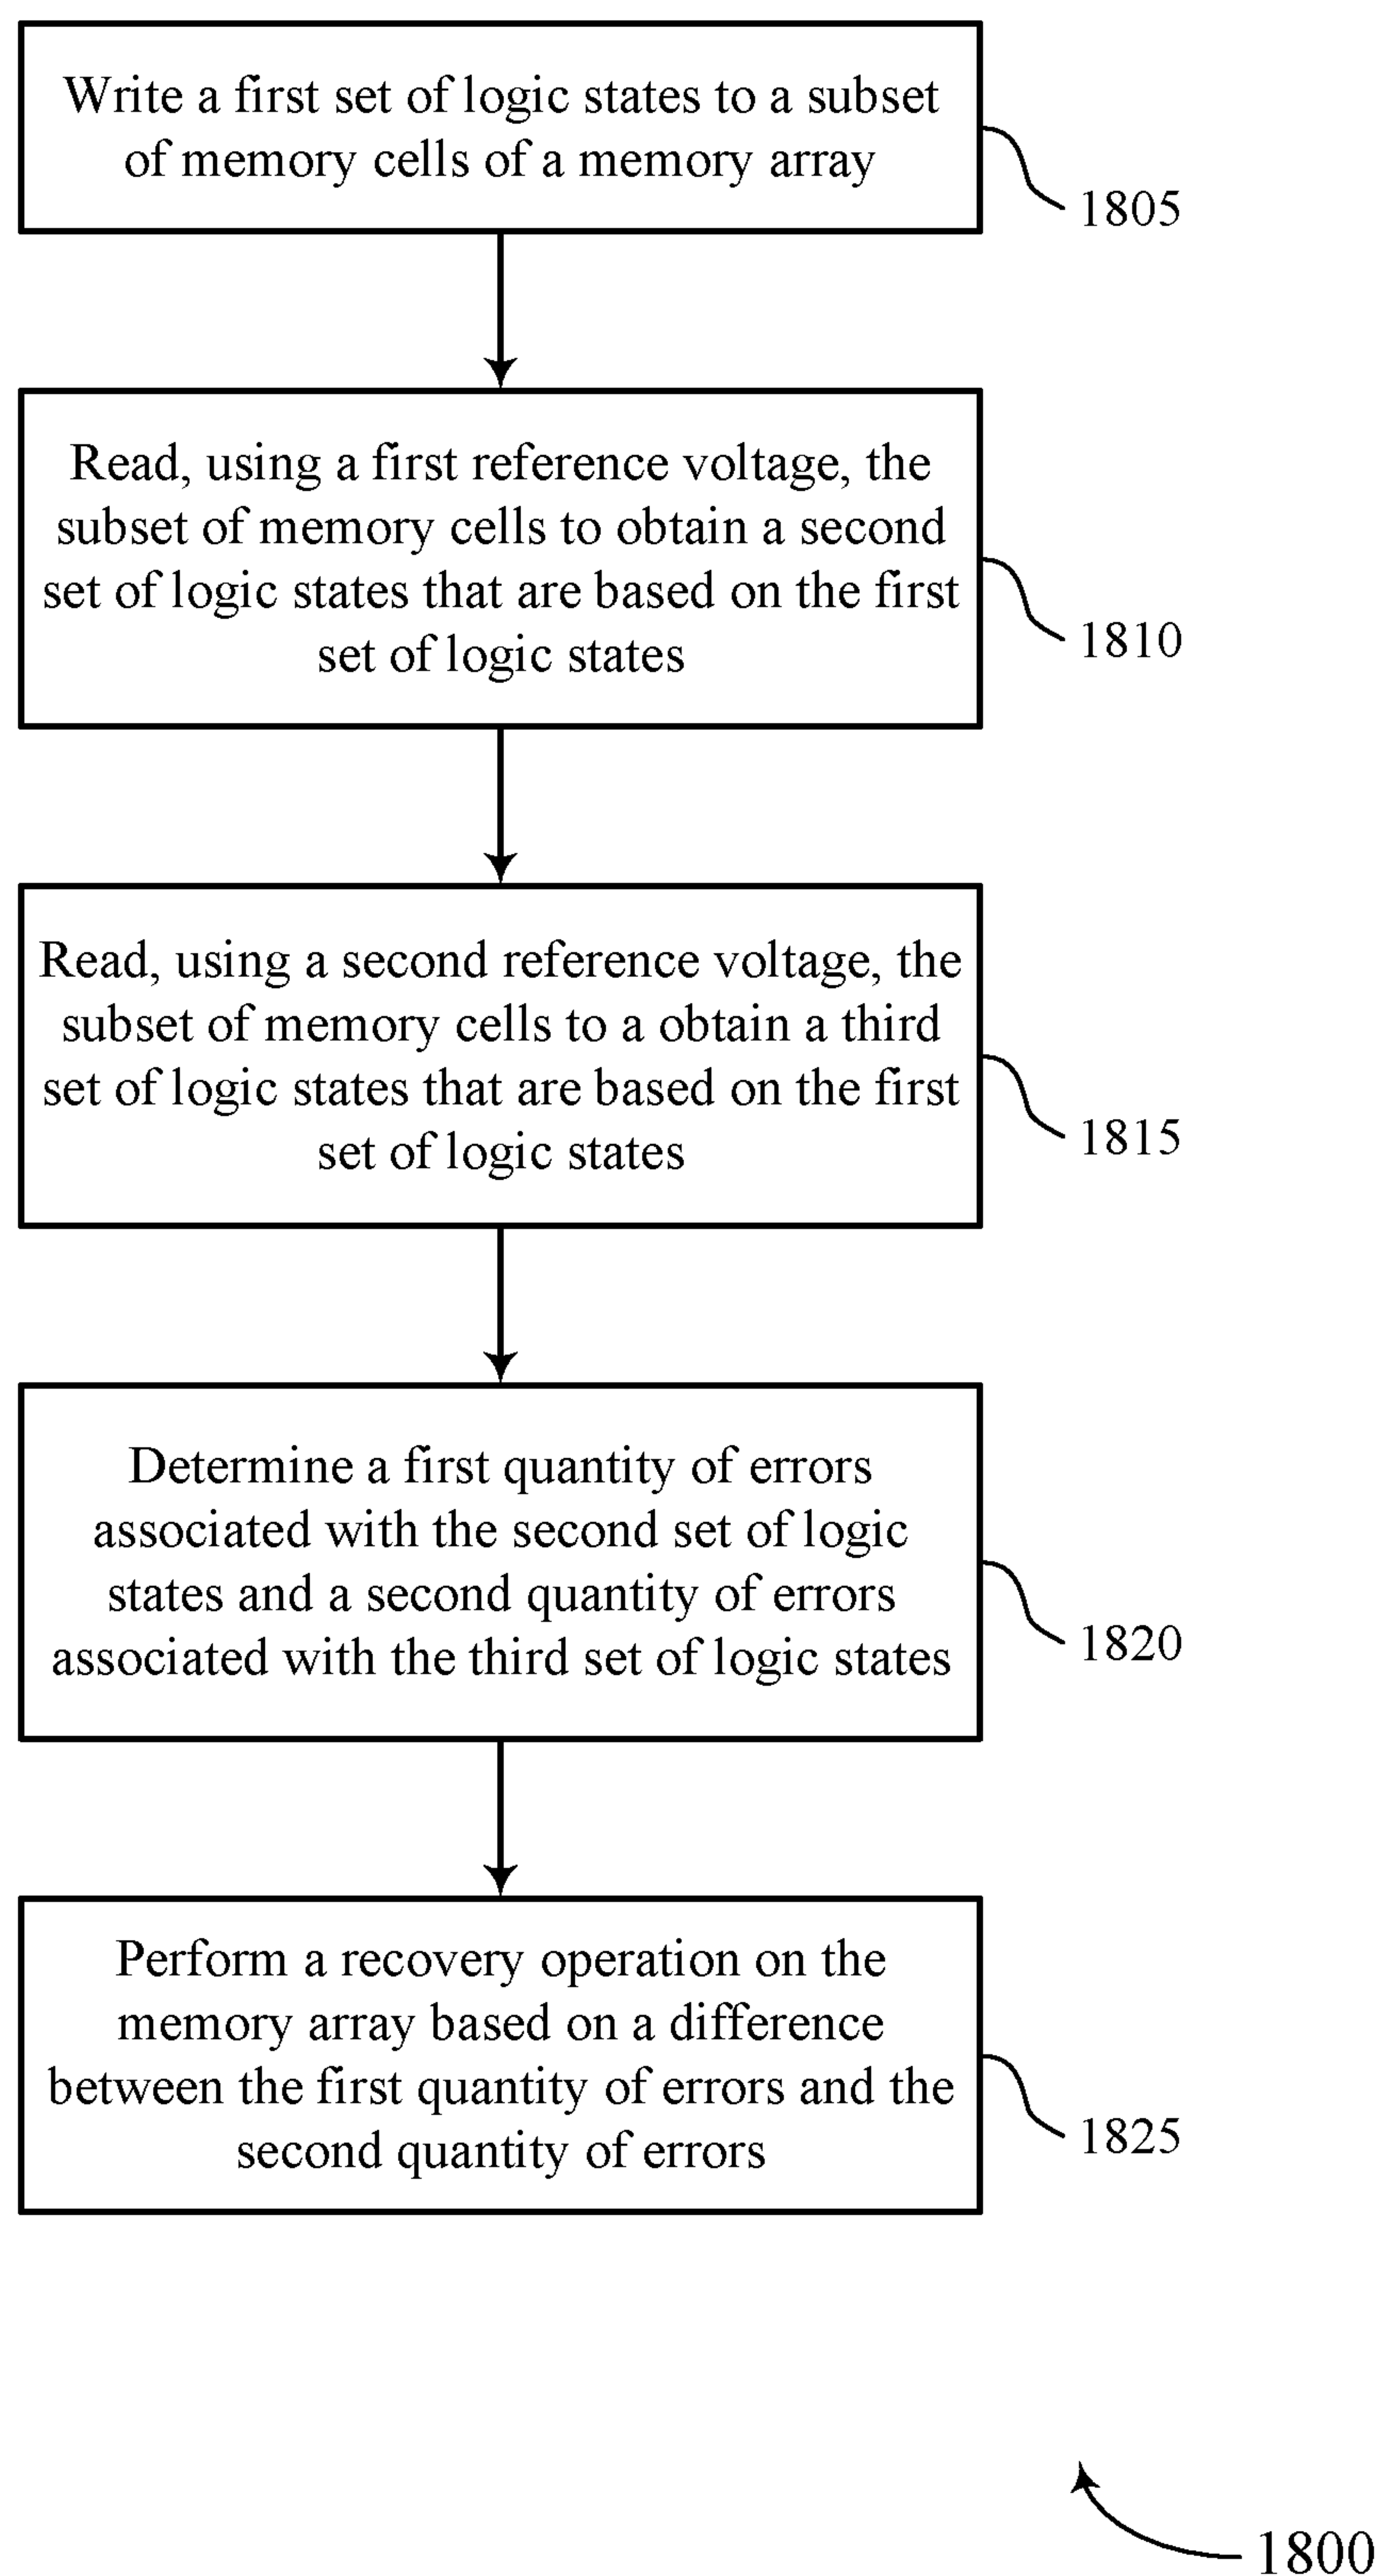 Write a first set of logic states to a subset
of memory cells of a memory array
1805
Read, using a first reference voltage, the
subset of memory cells to obtain a second
set of logic states that are based on the first
set of logic states
1810
Read, using a second reference voltage, the
subset of memory cells to a obtain a third
set of logic states that are based on the first
set of logic states
1815
Determine a first quantity of errors
associated with the second set of logic
states and a second quantity of errors
associated with the third set of logic states
1820
Perform a recovery operation on the
memory array based on a difference
between the first quantity of errors and the
second quantity of errors
1825
1800